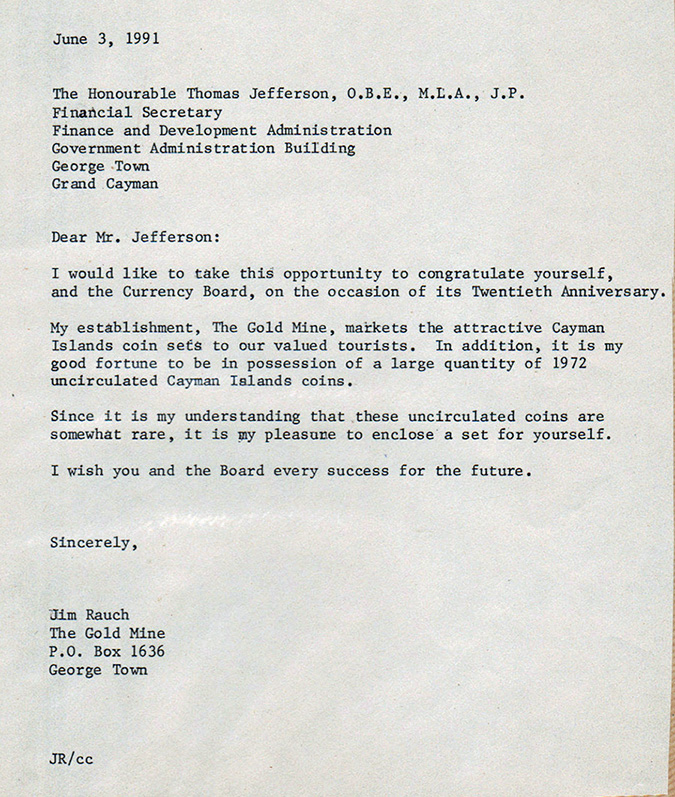 June 3, 1991
The Honourable Thomas Jefferson, O.B.E., M.L.A., J.P.
Financial Secretary
Finance and Development Administration
Government Administration Building
George Town
Grand Cayman
Dear Mr. Jefferson:
I would like to take this opportunity to congratulate yourself,
and the Currency Board, on the occasion of its Twentieth Anniversary.
My establishment, The Gold Mine, markets the attractive Cayman
Islands coin sets to our valued tourists. In addition, it is my
good fortune to be in possession of a large quantity of 1972
uncirculated Cayman Islands coins.
Since it is my understanding that these uncirculated coins are
somewhat rare, it is my pleasure to enclose a set for yourself.
I wish you and the Board every success for the future.
Sincerely,
Jim Rauch
The Gold Mine
P.O. Box 1636
George Town
JR/cc